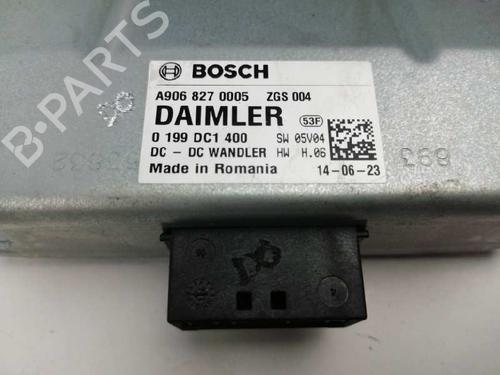 BOSCH
A906 827 0005 ZGS 004
DAIMLER 53F
0 199 DC1 400 SW 05V04
DC - DC WANDLER HW H.06
Made in Romania 14-06-23
B-PARTS